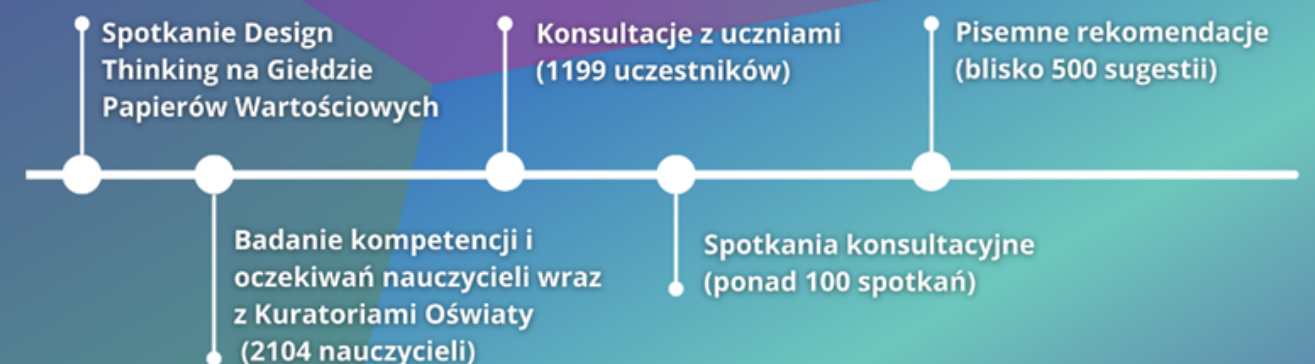 Spotkanie Design
Thinking na Giełdzie
Papierów Wartościowych
Badanie kompetencji i
oczekiwań nauczycieli wraz
z Kuratoriami Oświaty
(2104 nauczycieli)
Konsultacje z uczniami
(1199 uczestników)
Spotkania konsultacyjne
(ponad 100 spotkań)
Pisemne rekomendacje
(blisko 500 sugestii)